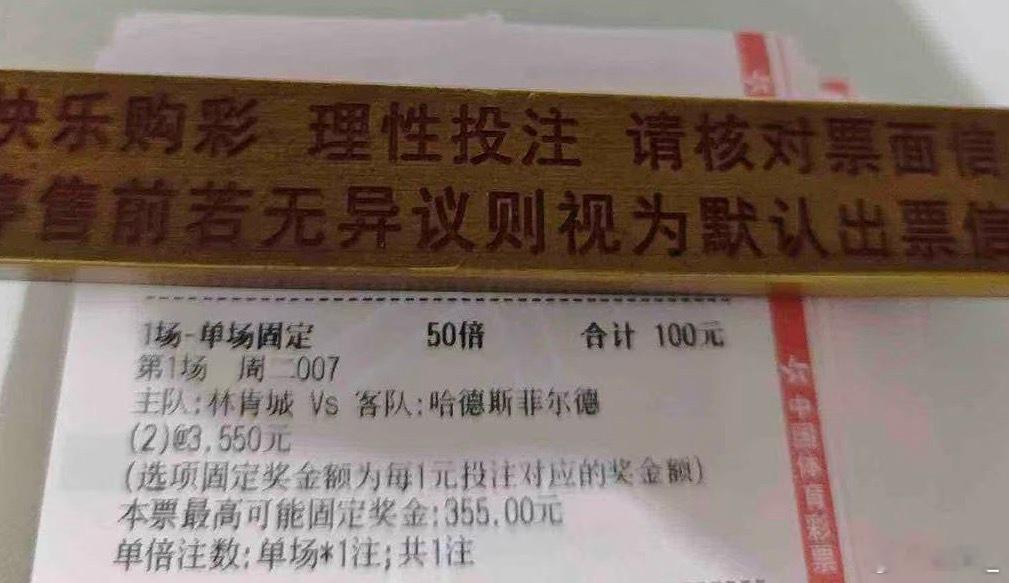 快乐购彩 理性投注 请核对票面信
停售前若无异议则视为默认出票信
1场-单场固定 50倍 合计 100元
第1场 周二007
主队:林肯城 Vs 客队:哈德斯菲尔德
(2)@3.550元
(选项固定奖金额为每1元投注对应的奖金额)
本票最高可能固定奖金:355.00元
单倍注数:单场*1注;共1注
中国体育彩票